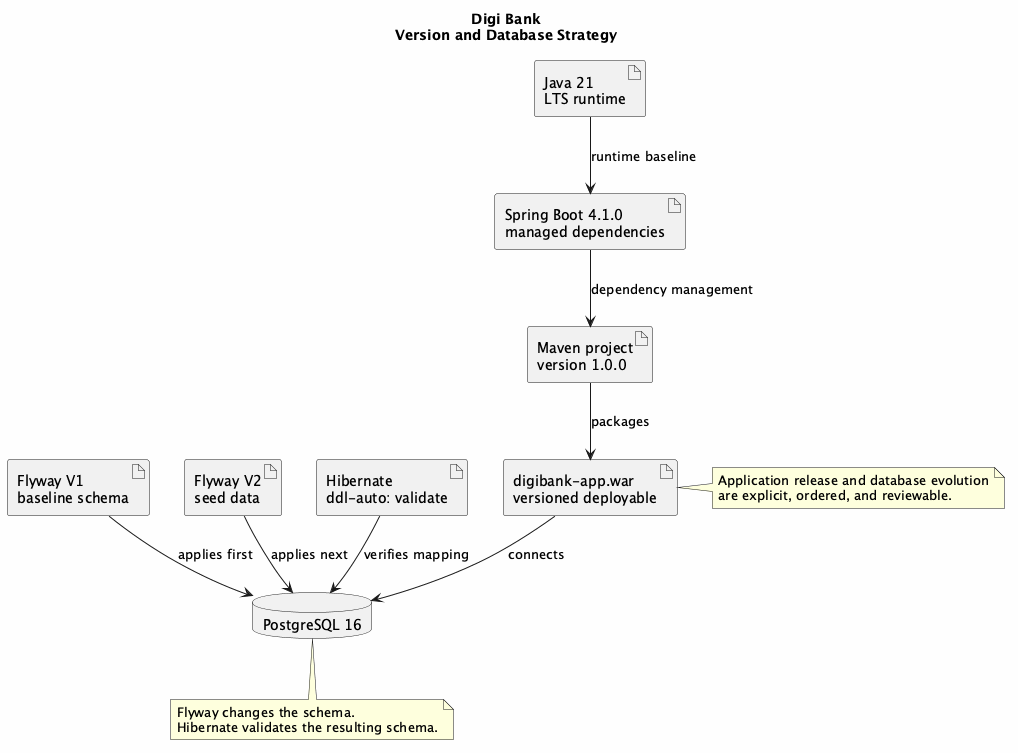 Digi Bank
Version and Database Strategy
Java 21
LTS runtime
runtime baseline
Spring Boot 4.1.0
managed dependencies
dependency management
Maven project
version 1.0.0
packages
Flyway V1
baseline schema
Flyway V2
seed data
Hibernate
ddl-auto: validate
digibank-app.war
versioned deployable
Application release and database evolution
are explicit, ordered, and reviewable.
applies first
applies next
verifies mapping
connects
PostgreSQL 16
Flyway changes the schema.
Hibernate validates the resulting schema.